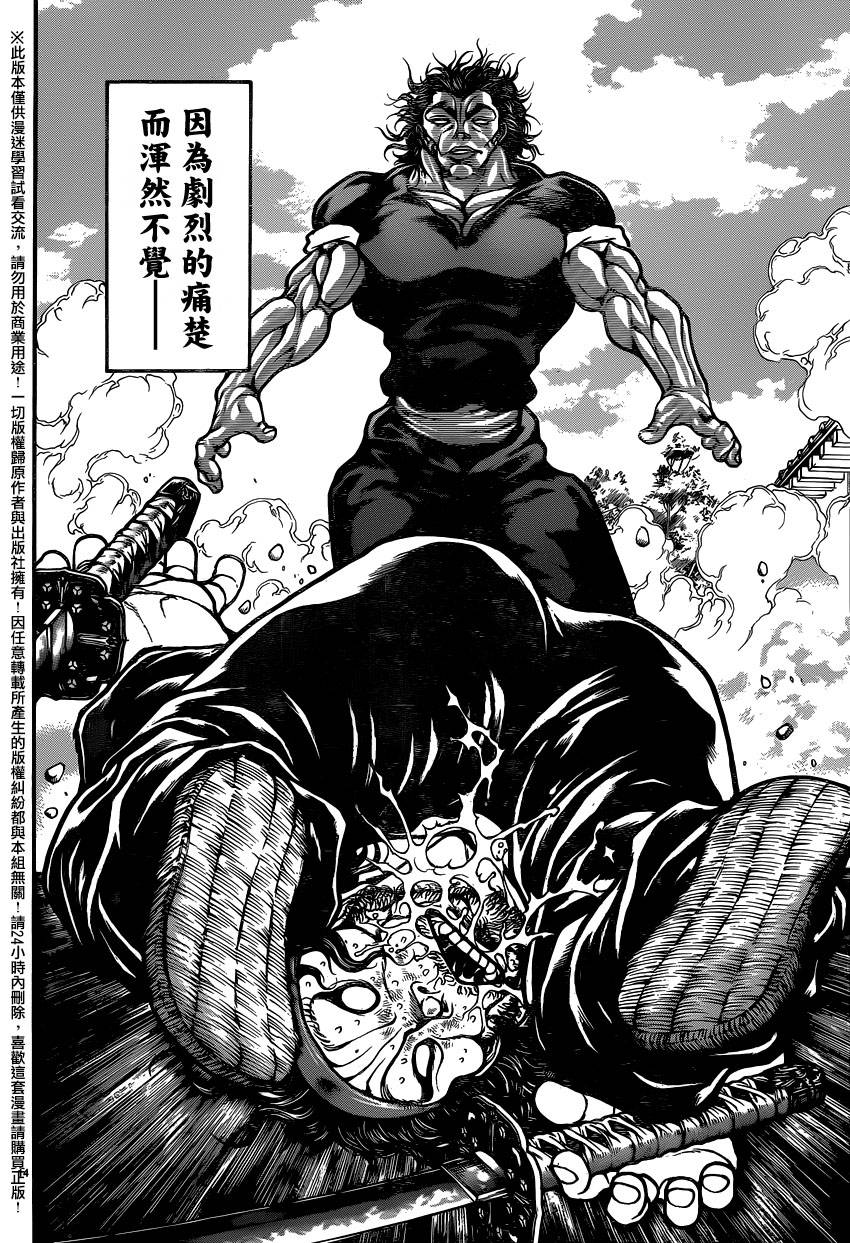 因為劇烈的痛楚
而渾然不覺——
※此版本僅供漫迷學習試看交流，請勿用於商業用途！一切版權歸原作者與出版社擁有！因任意轉載所產生的版權糾紛都與本組無關！請24小時內刪除，喜歡這套漫畫請購買正版！
14